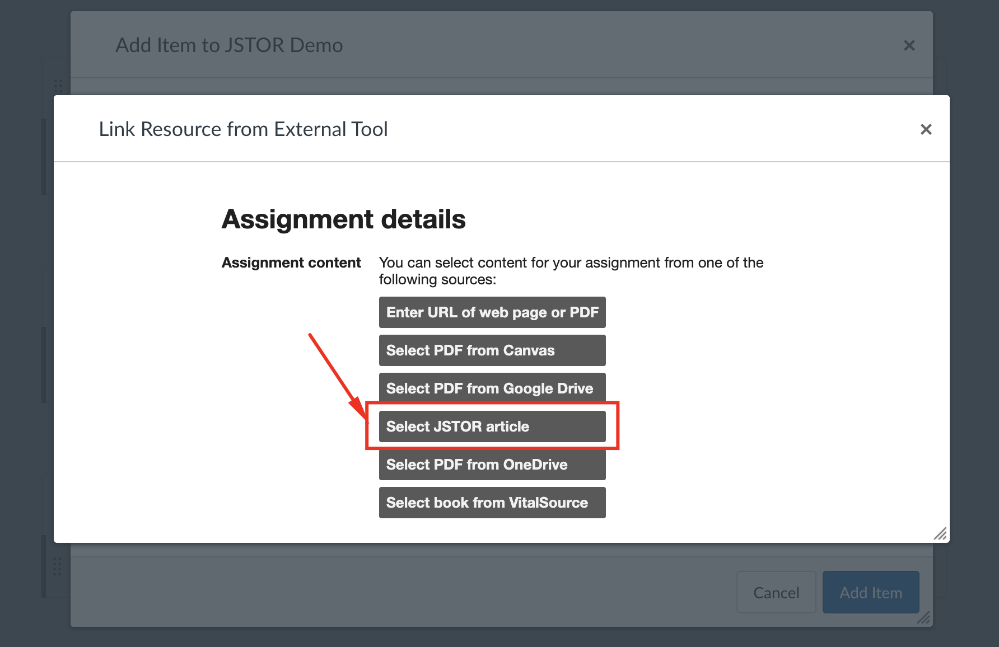 Add Item to JSTOR Demo
Link Resource from External Tool
Assignment details
Assignment content
You can select content for your assignment from one of the
following sources:
Enter URL of web page or PDF
Select PDF from Canvas
Select PDF from Google Drive
Select JSTOR article
Select PDF from OneDrive
Select book from VitalSource
Cancel
Add Item